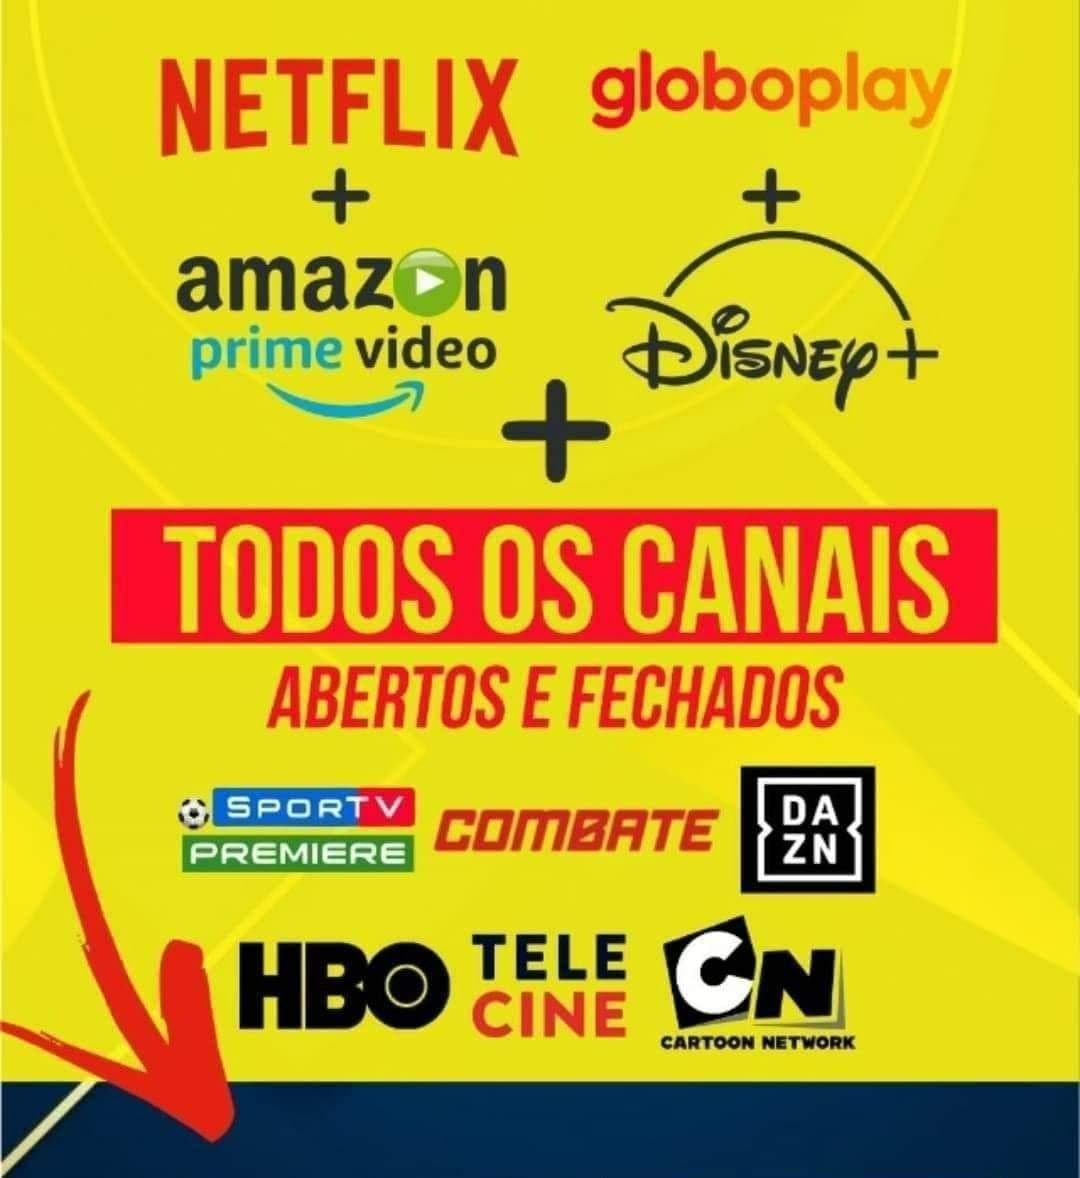 NETFLIX
globoplay
+
+
amazon
prime video
Disney+
+
TODOS OS CANAIS
ABERTOS E FECHADOS
SPORTV
PREMIERE
COMBATE
DA
ZN
HBO
TELE
CINE
CN
CARTOON NETWORK